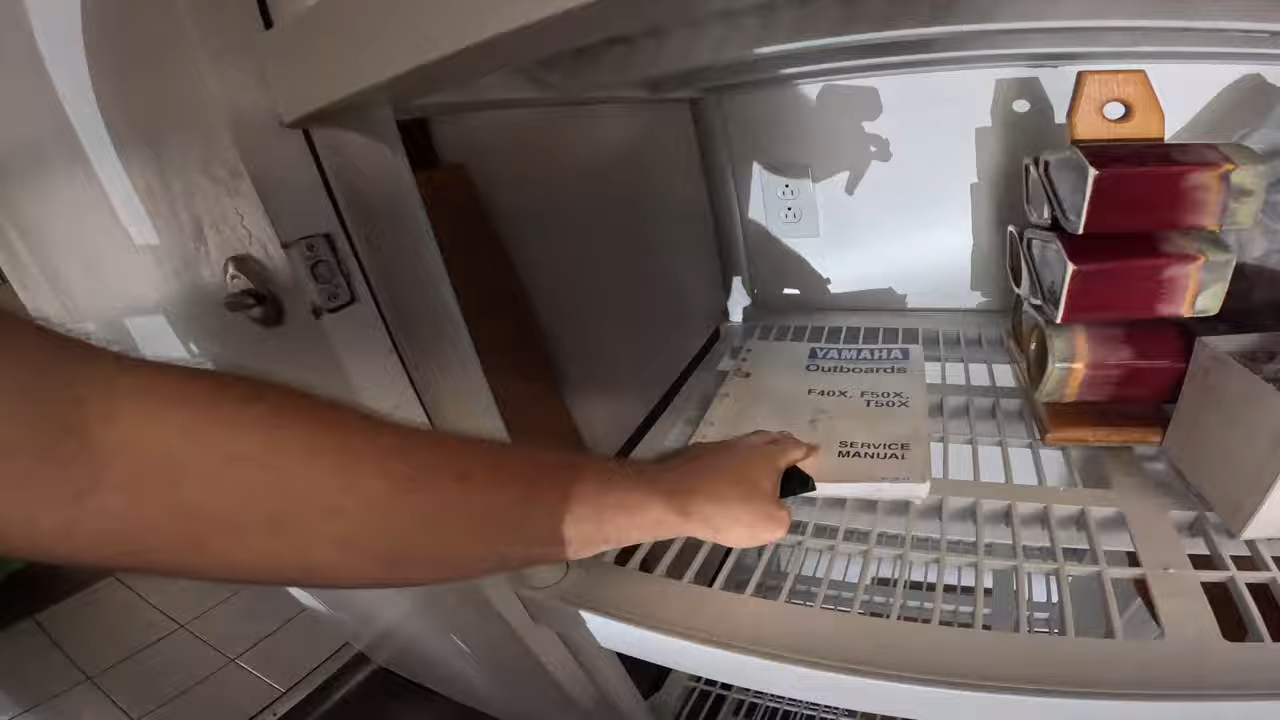 YAMAHA
Outboards
F40X, F50X,
T50X
SERVICE
MANUAL